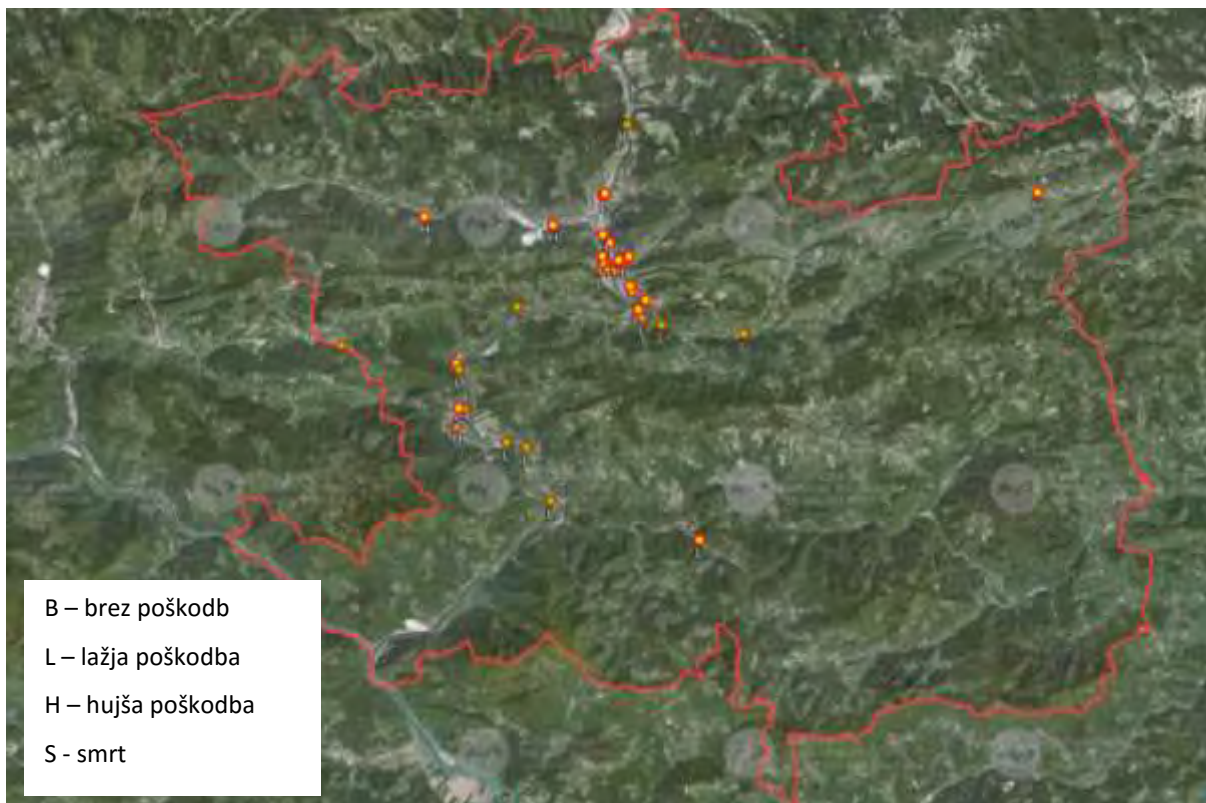 B – brez poškodb
L – lažja poškodba
H – hujša poškodba
S - smrt